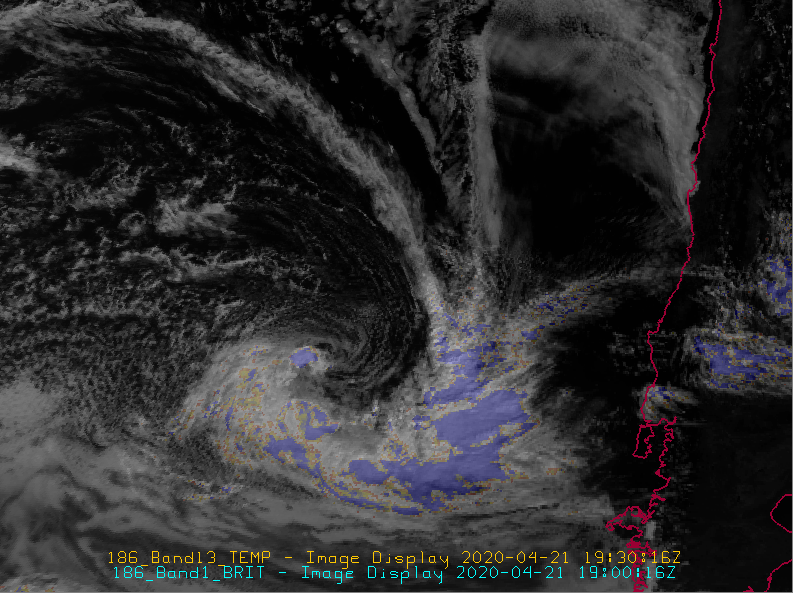 186_Band13_TEMP - Image Display 2020-04-21 19:30:16Z
186_Band1_BRIT - Image Display 2020-04-21 19:00:16Z